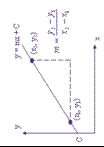 y
y = mx + C
(x₂, y₂)
m = 
y₂ − y₁
x₂ − x₁
(x₁, y₁)
C
x